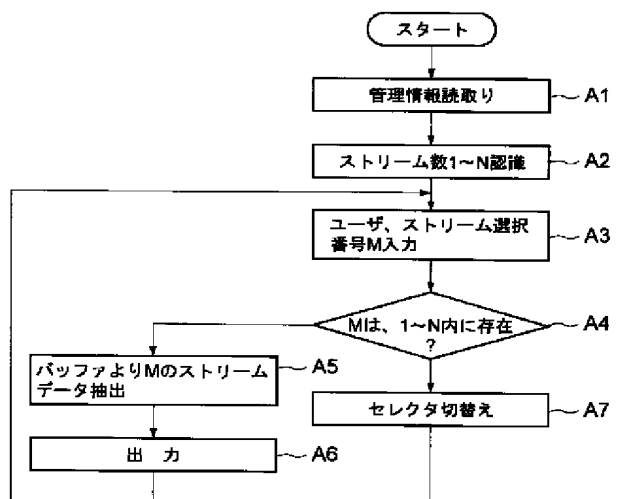 スタート
管理情報読取り
A1
ストリーム数1〜N認識
A2
ユーザ、ストリーム選択
番号M入力
A3
Mは、1〜N内に存在
?
A4
バッファよりMのストリーム
データ抽出
A5
セレクタ切替え
A7
出 力
A6